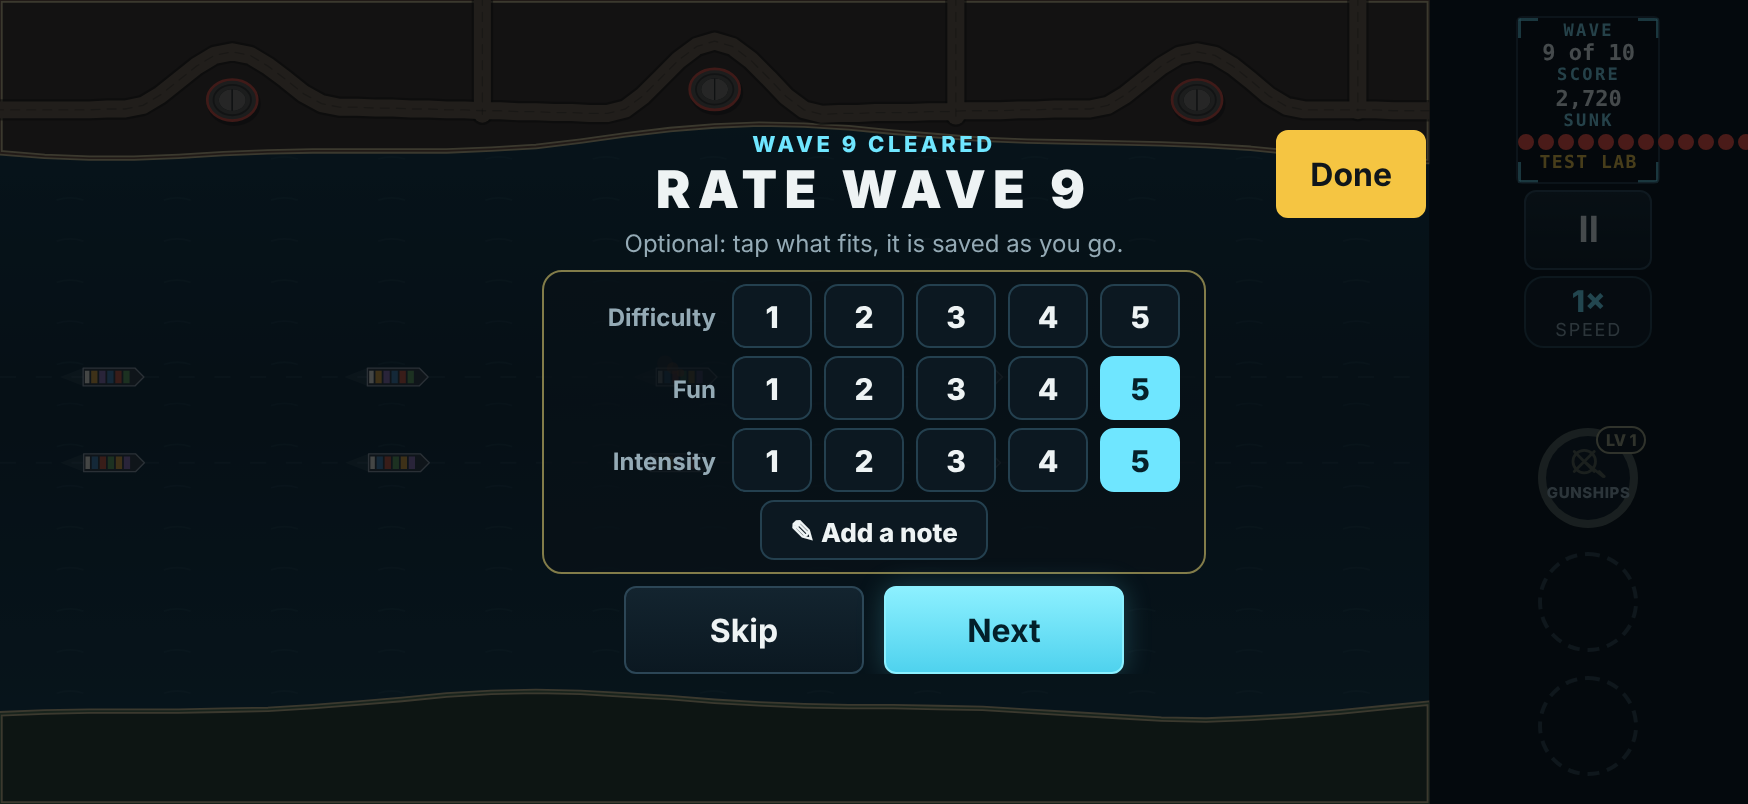 WAVE 9 CLEARED
RATE WAVE 9
Optional: tap what fits, it is saved as you go.
Done
Difficulty 1 2 3 4 5
Fun 1 2 3 4 5
Intensity 1 2 3 4 5
✎ Add a note
Skip Next
WAVE
9 of 10
SCORE
2,720
SUNK
TEST LAB
1×
SPEED
LV 1
GUNSHIPS